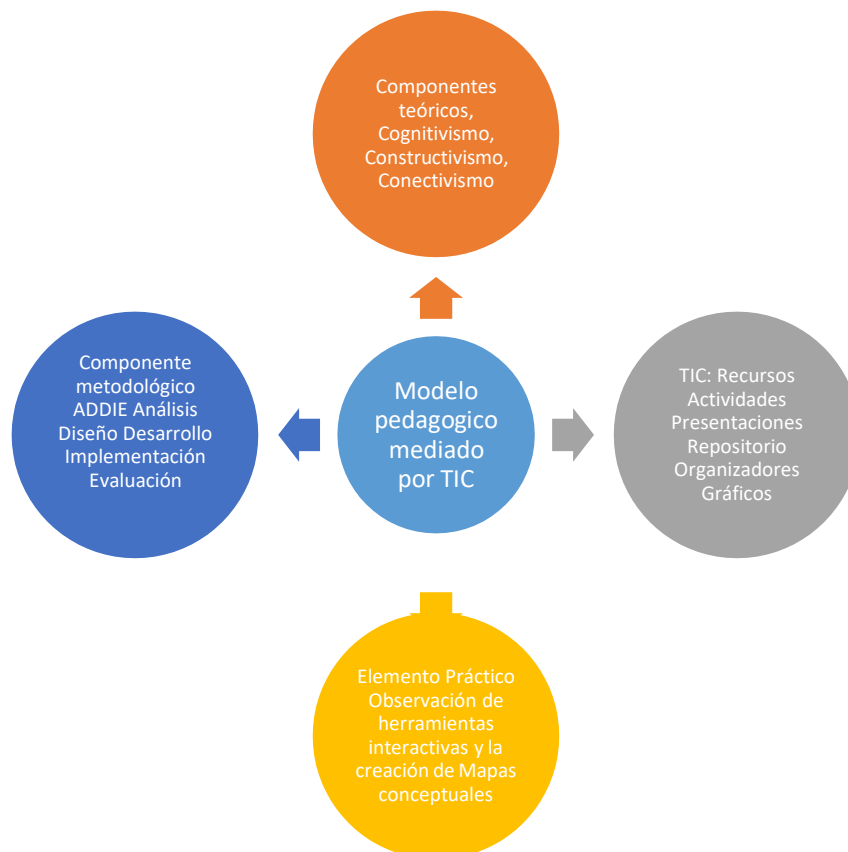 Componentes
teóricos,
Cognitivismo,
Constructivismo,
Conectivismo
Componente
metodológico
ADDIE Análisis
Diseño Desarrollo
Implementación
Evaluación
Modelo
pedagogico
mediado
por TIC
TIC: Recursos
Actividades
Presentaciones
Repositorio
Organizadores
Gráficos
Elemento Práctico
Observación de
herramientas
interactivas y la
creación de Mapas
conceptuales